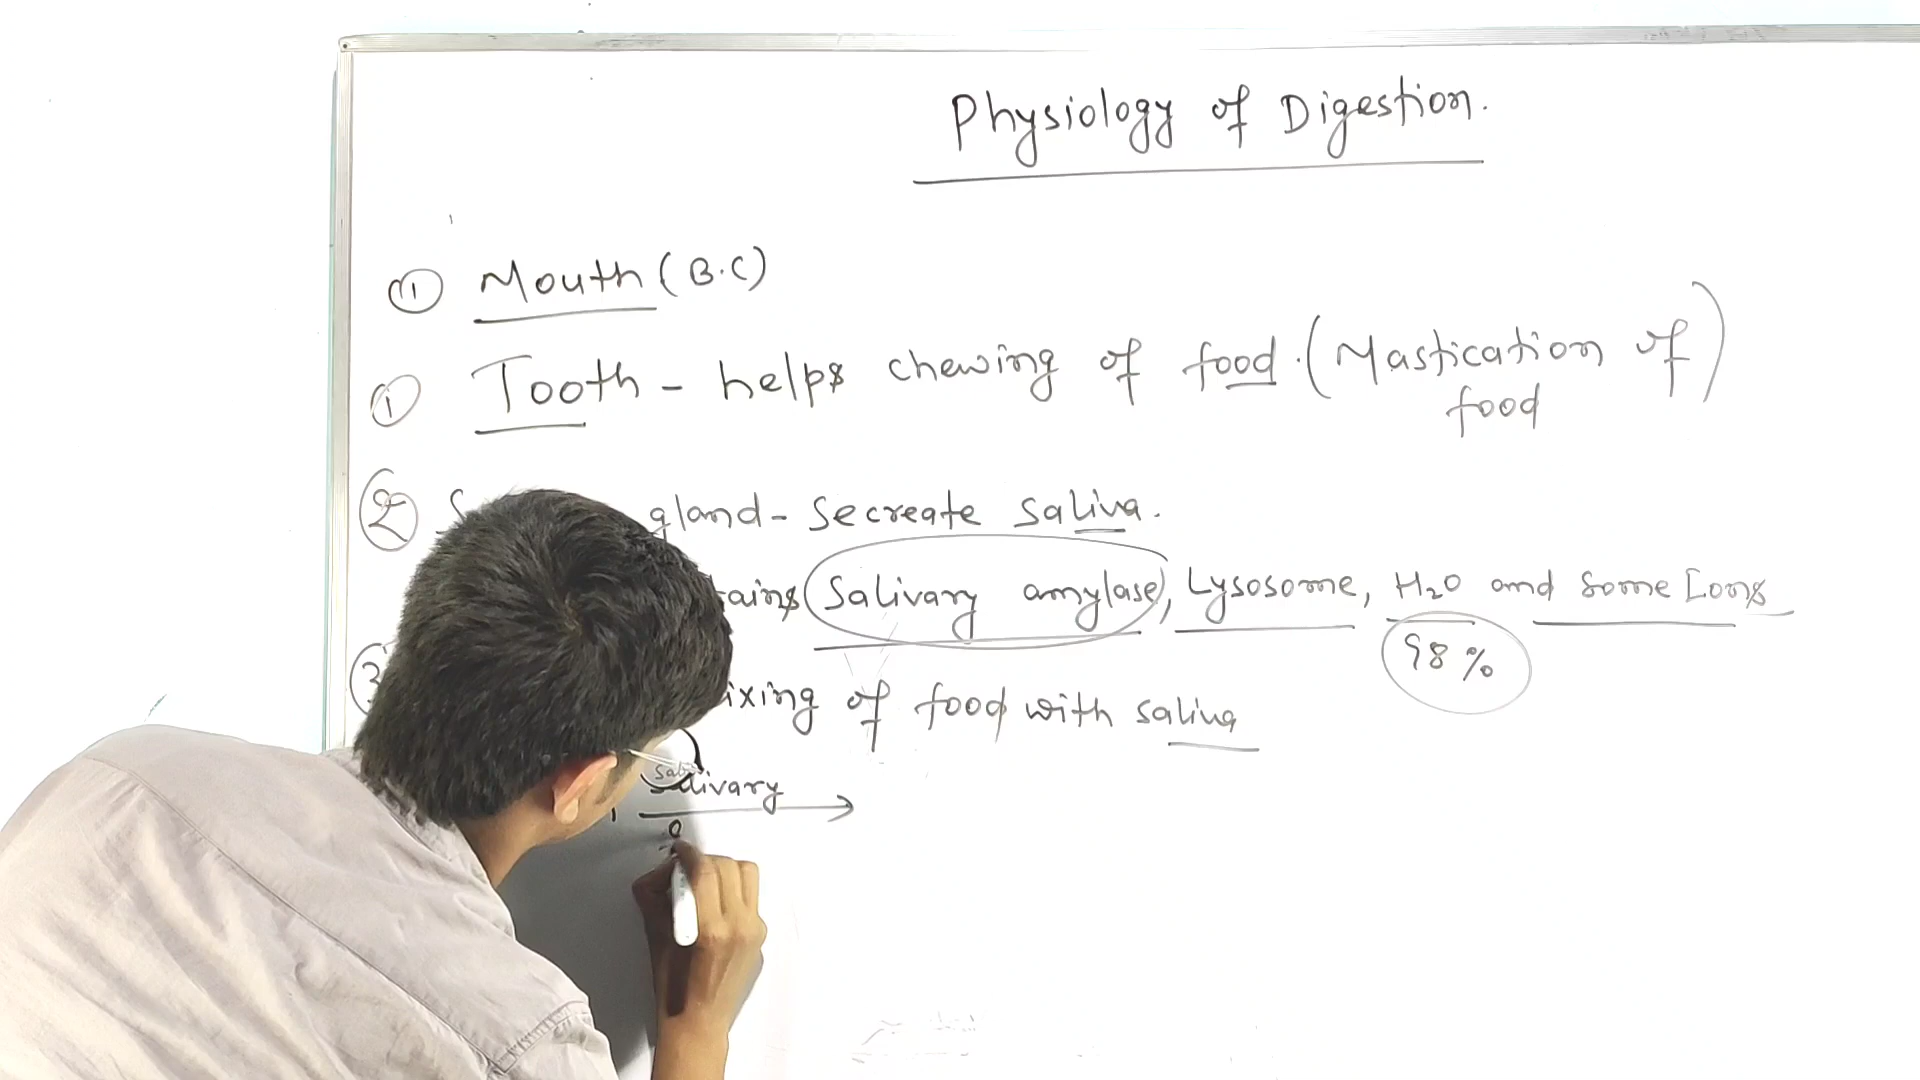 Physiology of Digestion.
(1) Mouth (B.C)
(1) Tooth - helps chewing of food. (Mastication of food)
(2) gland - Secreate saliva.
Salivary amylase, Lysosome, H2O and some Ions
98%
(3) of food with saliva
Salivary